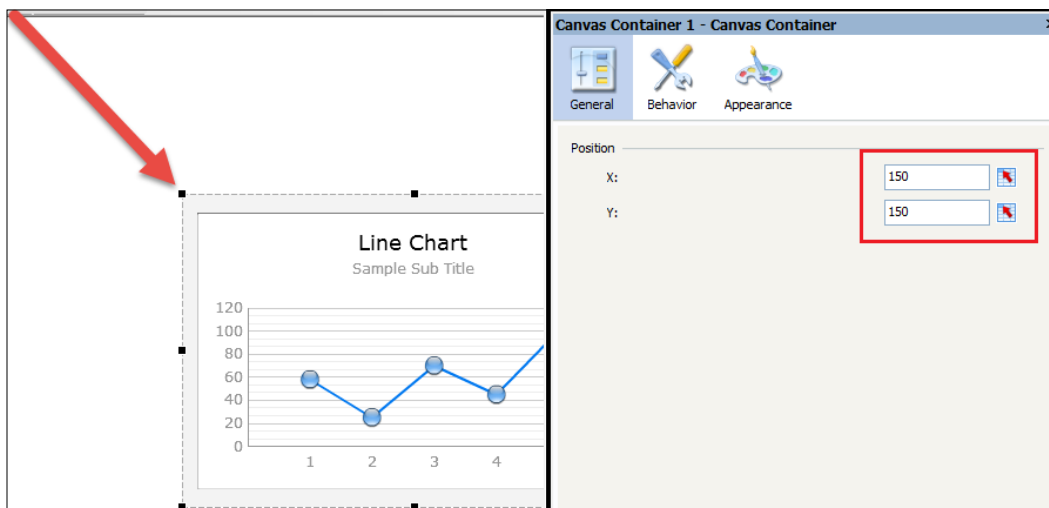 Canvas Container 1 - Canvas Container
General
Behavior
Appearance
Position
X:
150
Y:
150
Line Chart
Sample Sub Title
120
100
80
60
40
20
0
1 2 3 4